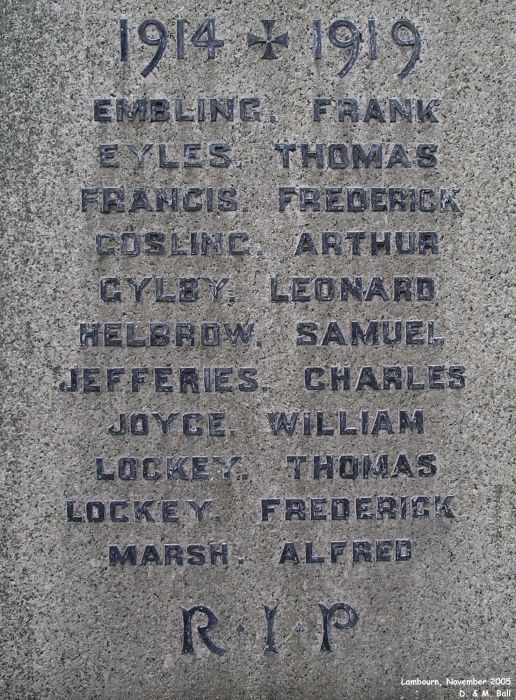 1914 ✠ 1919
EMBLING. FRANK
EYLES. THOMAS
FRANCIS. FREDERICK
GOSLING. ARTHUR
GYLBY. LEONARD
HELBROW. SAMUEL
JEFFERIES. CHARLES
JOYCE. WILLIAM
LOCKEY. THOMAS
LOCKEY. FREDERICK
MARSH. ALFRED
R·I·P
Lambourn, November 2005
D. & M. Ball